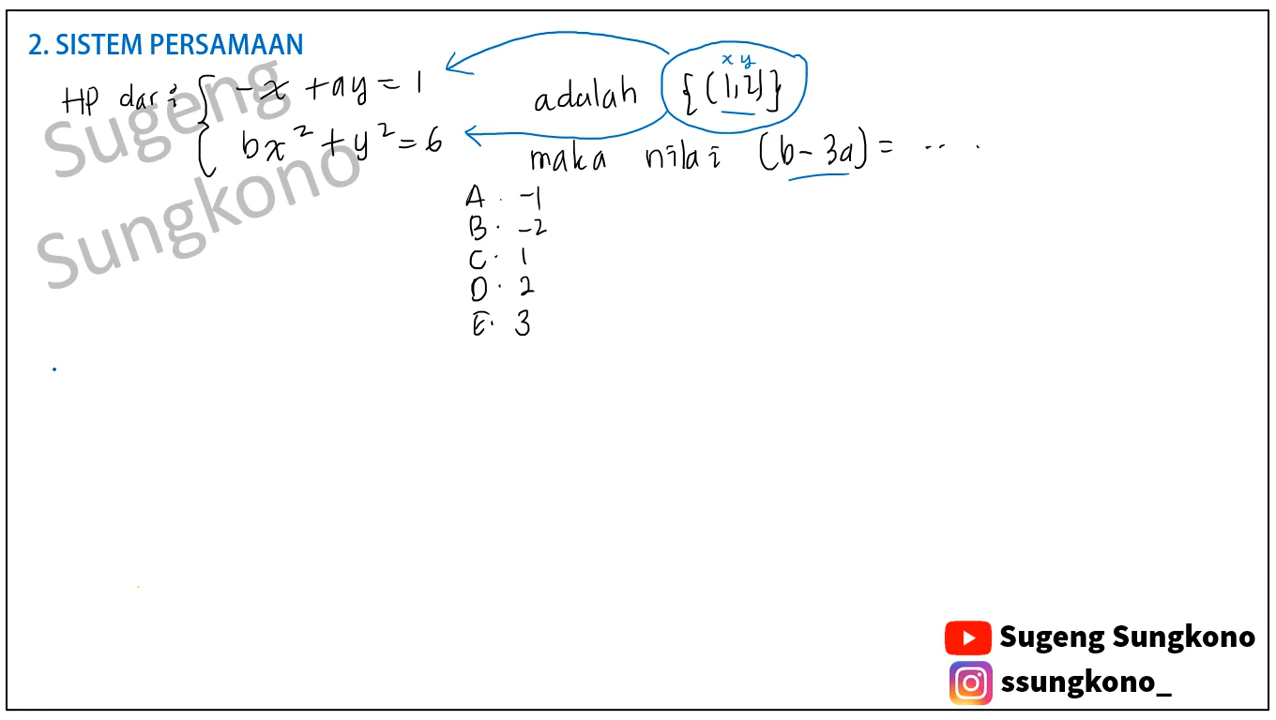 2. SISTEM PERSAMAAN
HP dari { -x + ay = 1
bx² + y² = 6
adalah {(1,2)}
x y
maka nilai (b - 3a) = ....
A. -1
B. -2
C. 1
D. 2
E. 3
Sugeng
Sungkono
Sugeng Sungkono
ssungkono_